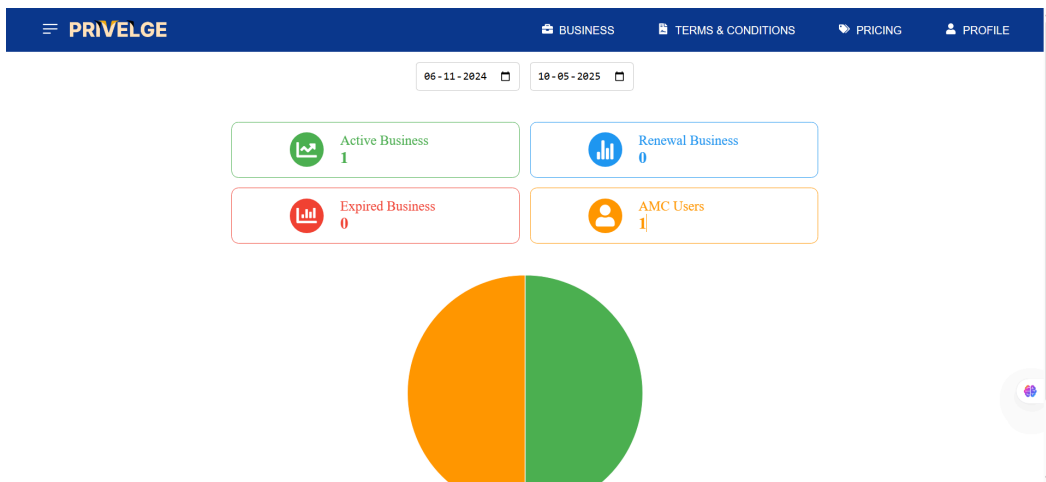 PRIVELGE BUSINESS TERMS & CONDITIONS PRICING PROFILE
06-11-2024 10-05-2025
Active Business
1
Renewal Business
0
Expired Business
0
AMC Users
1